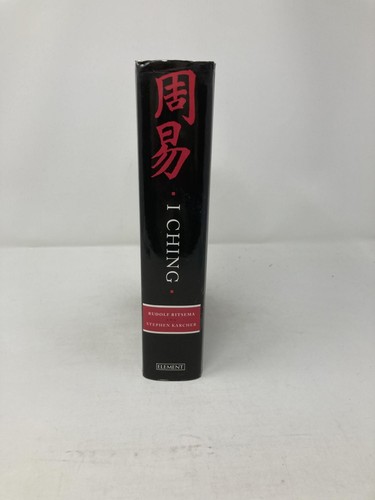 周易
• I CHING •
RUDOLF RITSEMA
STEPHEN KARCHER
ELEMENT